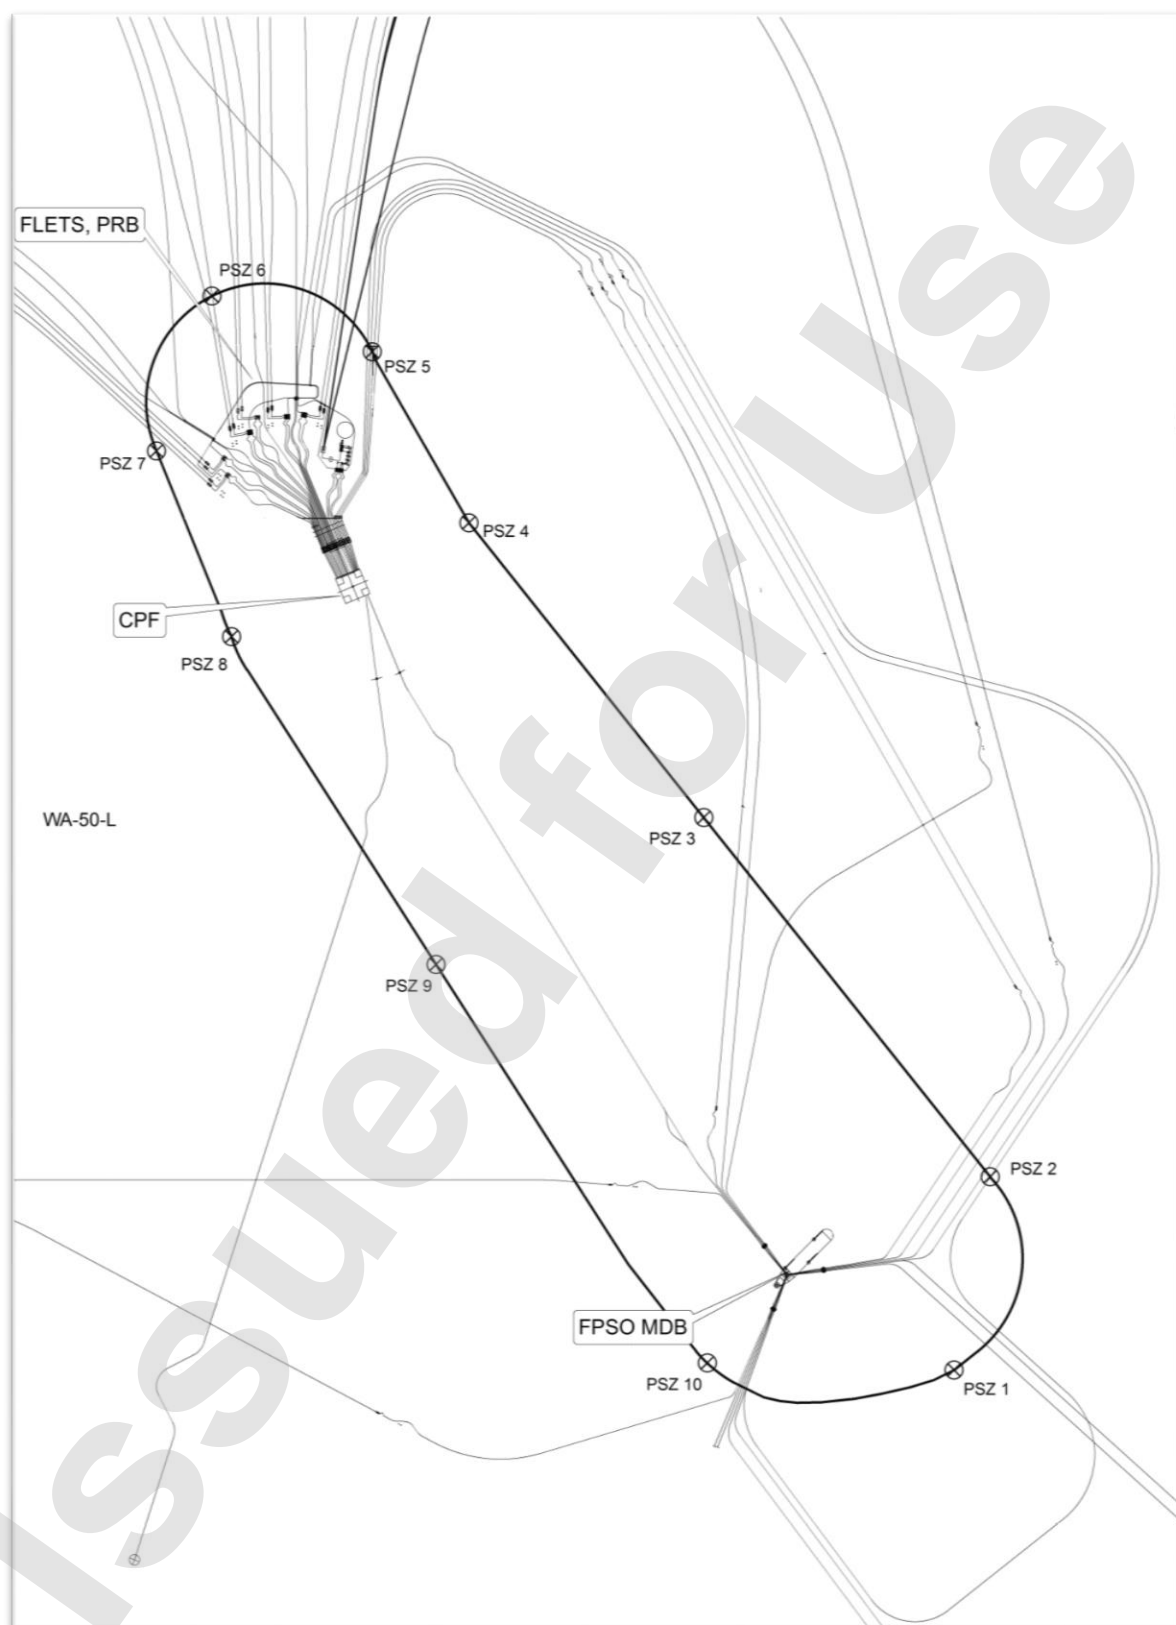 FLETS, PRB
PSZ 6
PSZ 5
PSZ 7
PSZ 4
CPF
PSZ 8
WA-50-L
PSZ 3
PSZ 9
PSZ 2
FPSO MDB
PSZ 10
PSZ 1
Issued for Use